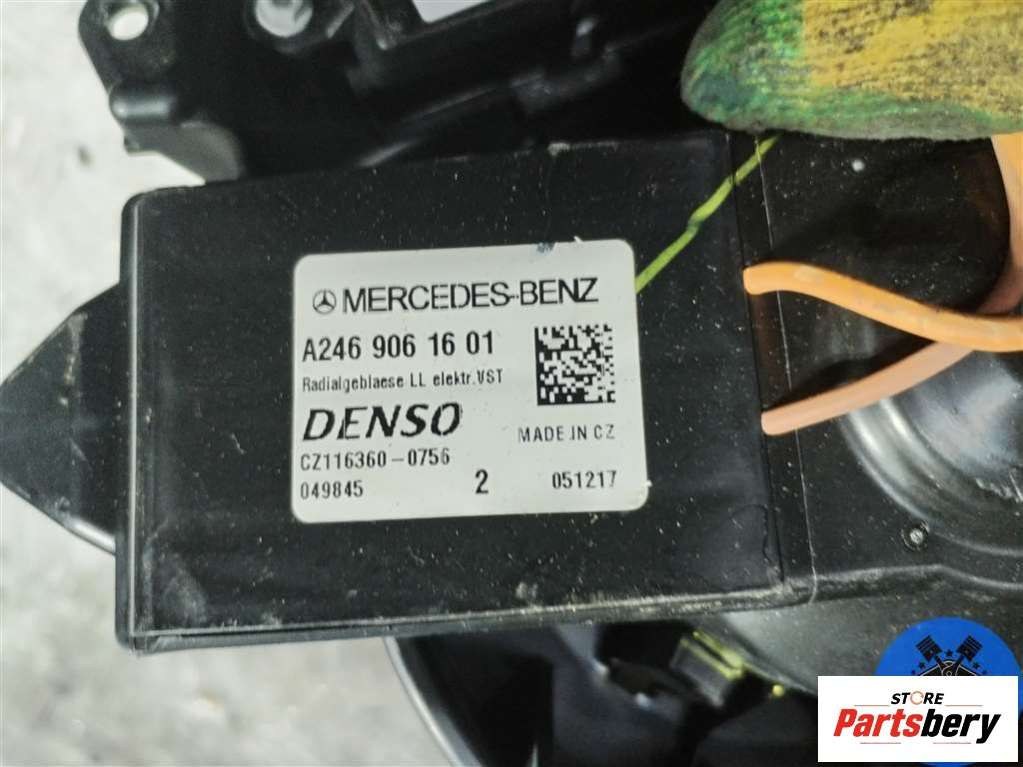 MERCEDES-BENZ
A246 906 16 01
Radialgeblaese LL elektr.VST
DENSO
MADE IN CZ
CZ116360-0756
049845 2 051217
STORE
Partsbery